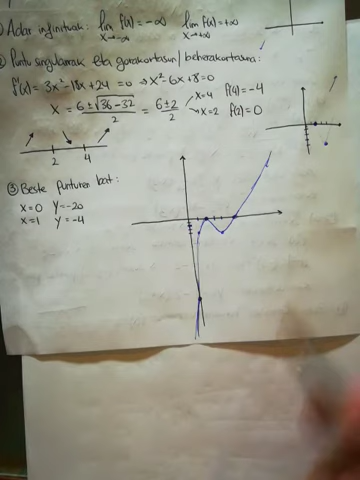 1) Adar infinituak: lim f(x) = -∞ lim f(x) = +∞
x→-∞ x→+∞
② Puntu singularrak eta gorakortasun/beherakortasuna:
f'(x) = 3x² - 18x + 24 = 0 → x² - 6x + 8 = 0
x = 6 ± √36 - 32 / 2 = 6 ± 2 / 2 → x = 4 f(4) = -4
→ x = 2 f(2) = 0
2 4
③ Beste punturen bat:
x = 0 y = -20
x = 1 y = -4